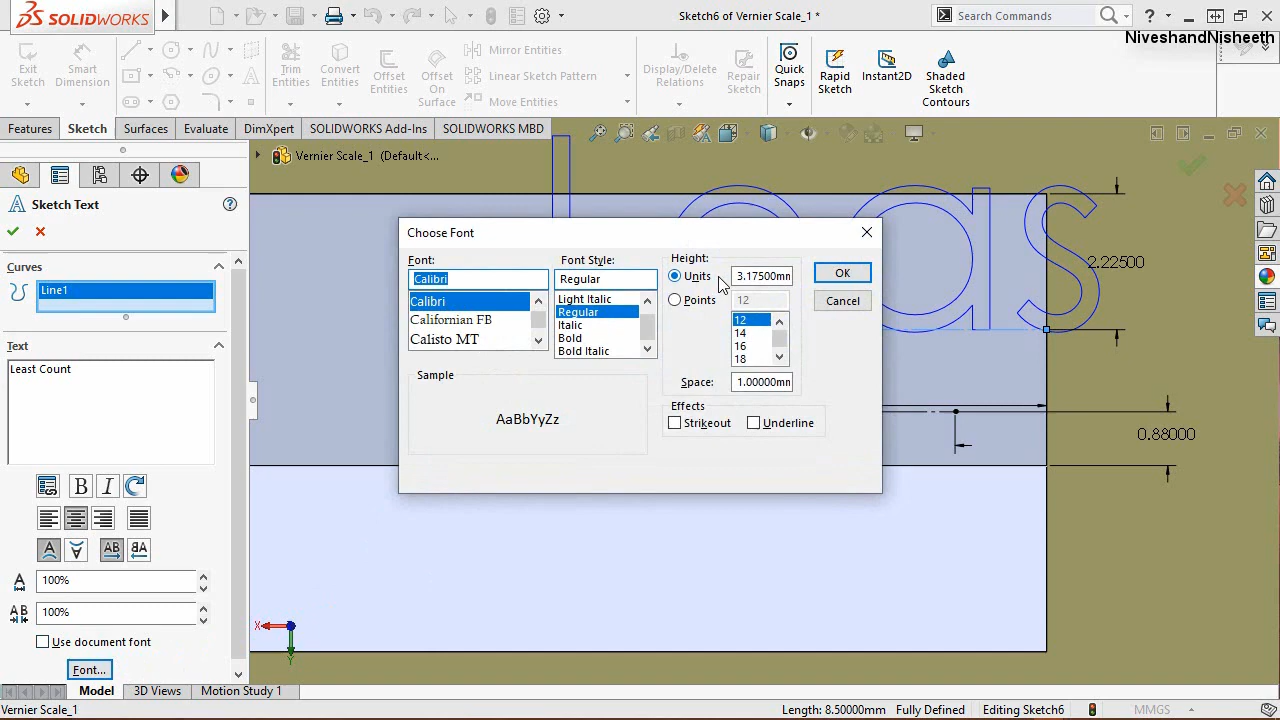 SOLIDWORKS
Sketch6 of Vernier Scale_1 *
Search Commands
NiveshandNisheeth
Exit Sketch
Smart Dimension
Trim Entities
Convert Entities
Offset Entities
Offset On Surface
Mirror Entities
Linear Sketch Pattern
Move Entities
Display/Delete Relations
Repair Sketch
Quick Snaps
Rapid Sketch
Instant2D
Shaded Sketch Contours
Features
Sketch
Surfaces
Evaluate
DimXpert
SOLIDWORKS Add-Ins
SOLIDWORKS MBD
Vernier Scale_1 (Default<...
Sketch Text
Curves
Line1
Text
Least Count
B
I
AB
100%
AB
100%
Use document font
Font...
Choose Font
Font:
Calibri
Calibri
Californian FB
Calisto MT
Font Style:
Regular
Light Italic
Regular
Italic
Bold
Bold Italic
Height:
Units
3.17500mm
Points
12
12
14
16
18
Space:
1.00000mm
OK
Cancel
Sample
AaBbYyZz
Effects
Strikeout
Underline
as
2.22500
0.88000
X
Y
Model
3D Views
Motion Study 1
Vernier Scale_1
Length: 8.50000mm
Fully Defined
Editing Sketch6
MMGS